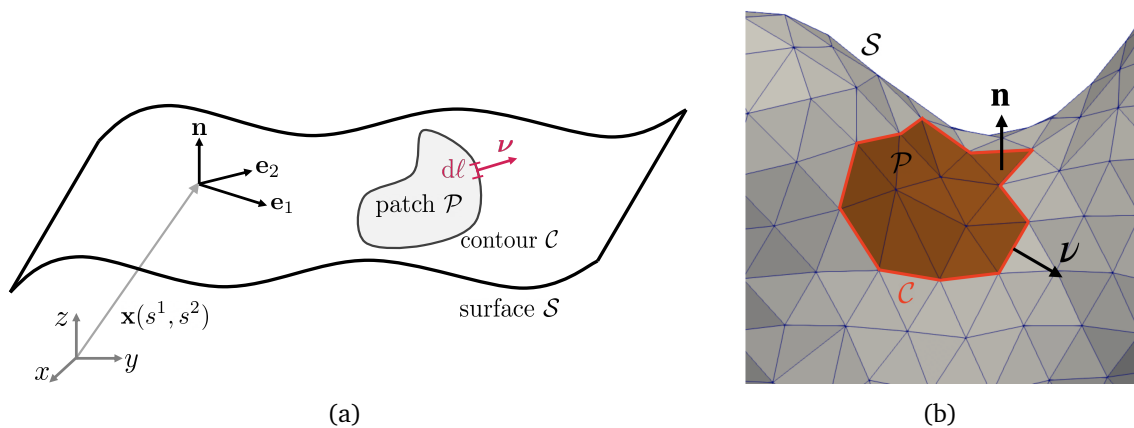 n
e₂
e₁
x(s¹, s²)
z
y
x
dℓ
ν
patch 𝒫
contour 𝒞
surface 𝒮
(a)
𝒮
n
𝒫
ν
𝒞
(b)